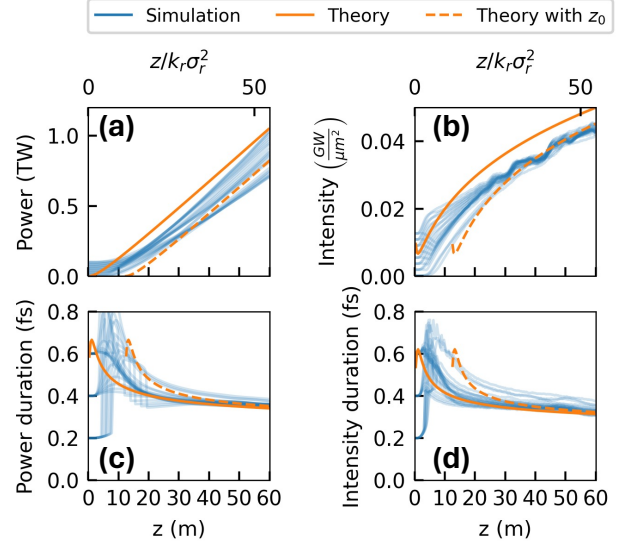 Simulation Theory Theory with z₀
z/kᵣσᵣ² z/kᵣσᵣ²
0 50 0 50
(a) (b)
Power (TW)
1.0
0.5
0.0
Intensity (GW/μm²)
0.04
0.02
0.00
Power duration (fs)
0.8
0.6
0.4
0.2
0.0
Intensity duration (fs)
0.8
0.6
0.4
0.2
0.0
(c) (d)
0 10 20 30 40 50 60 0 10 20 30 40 50 60
z (m) z (m)